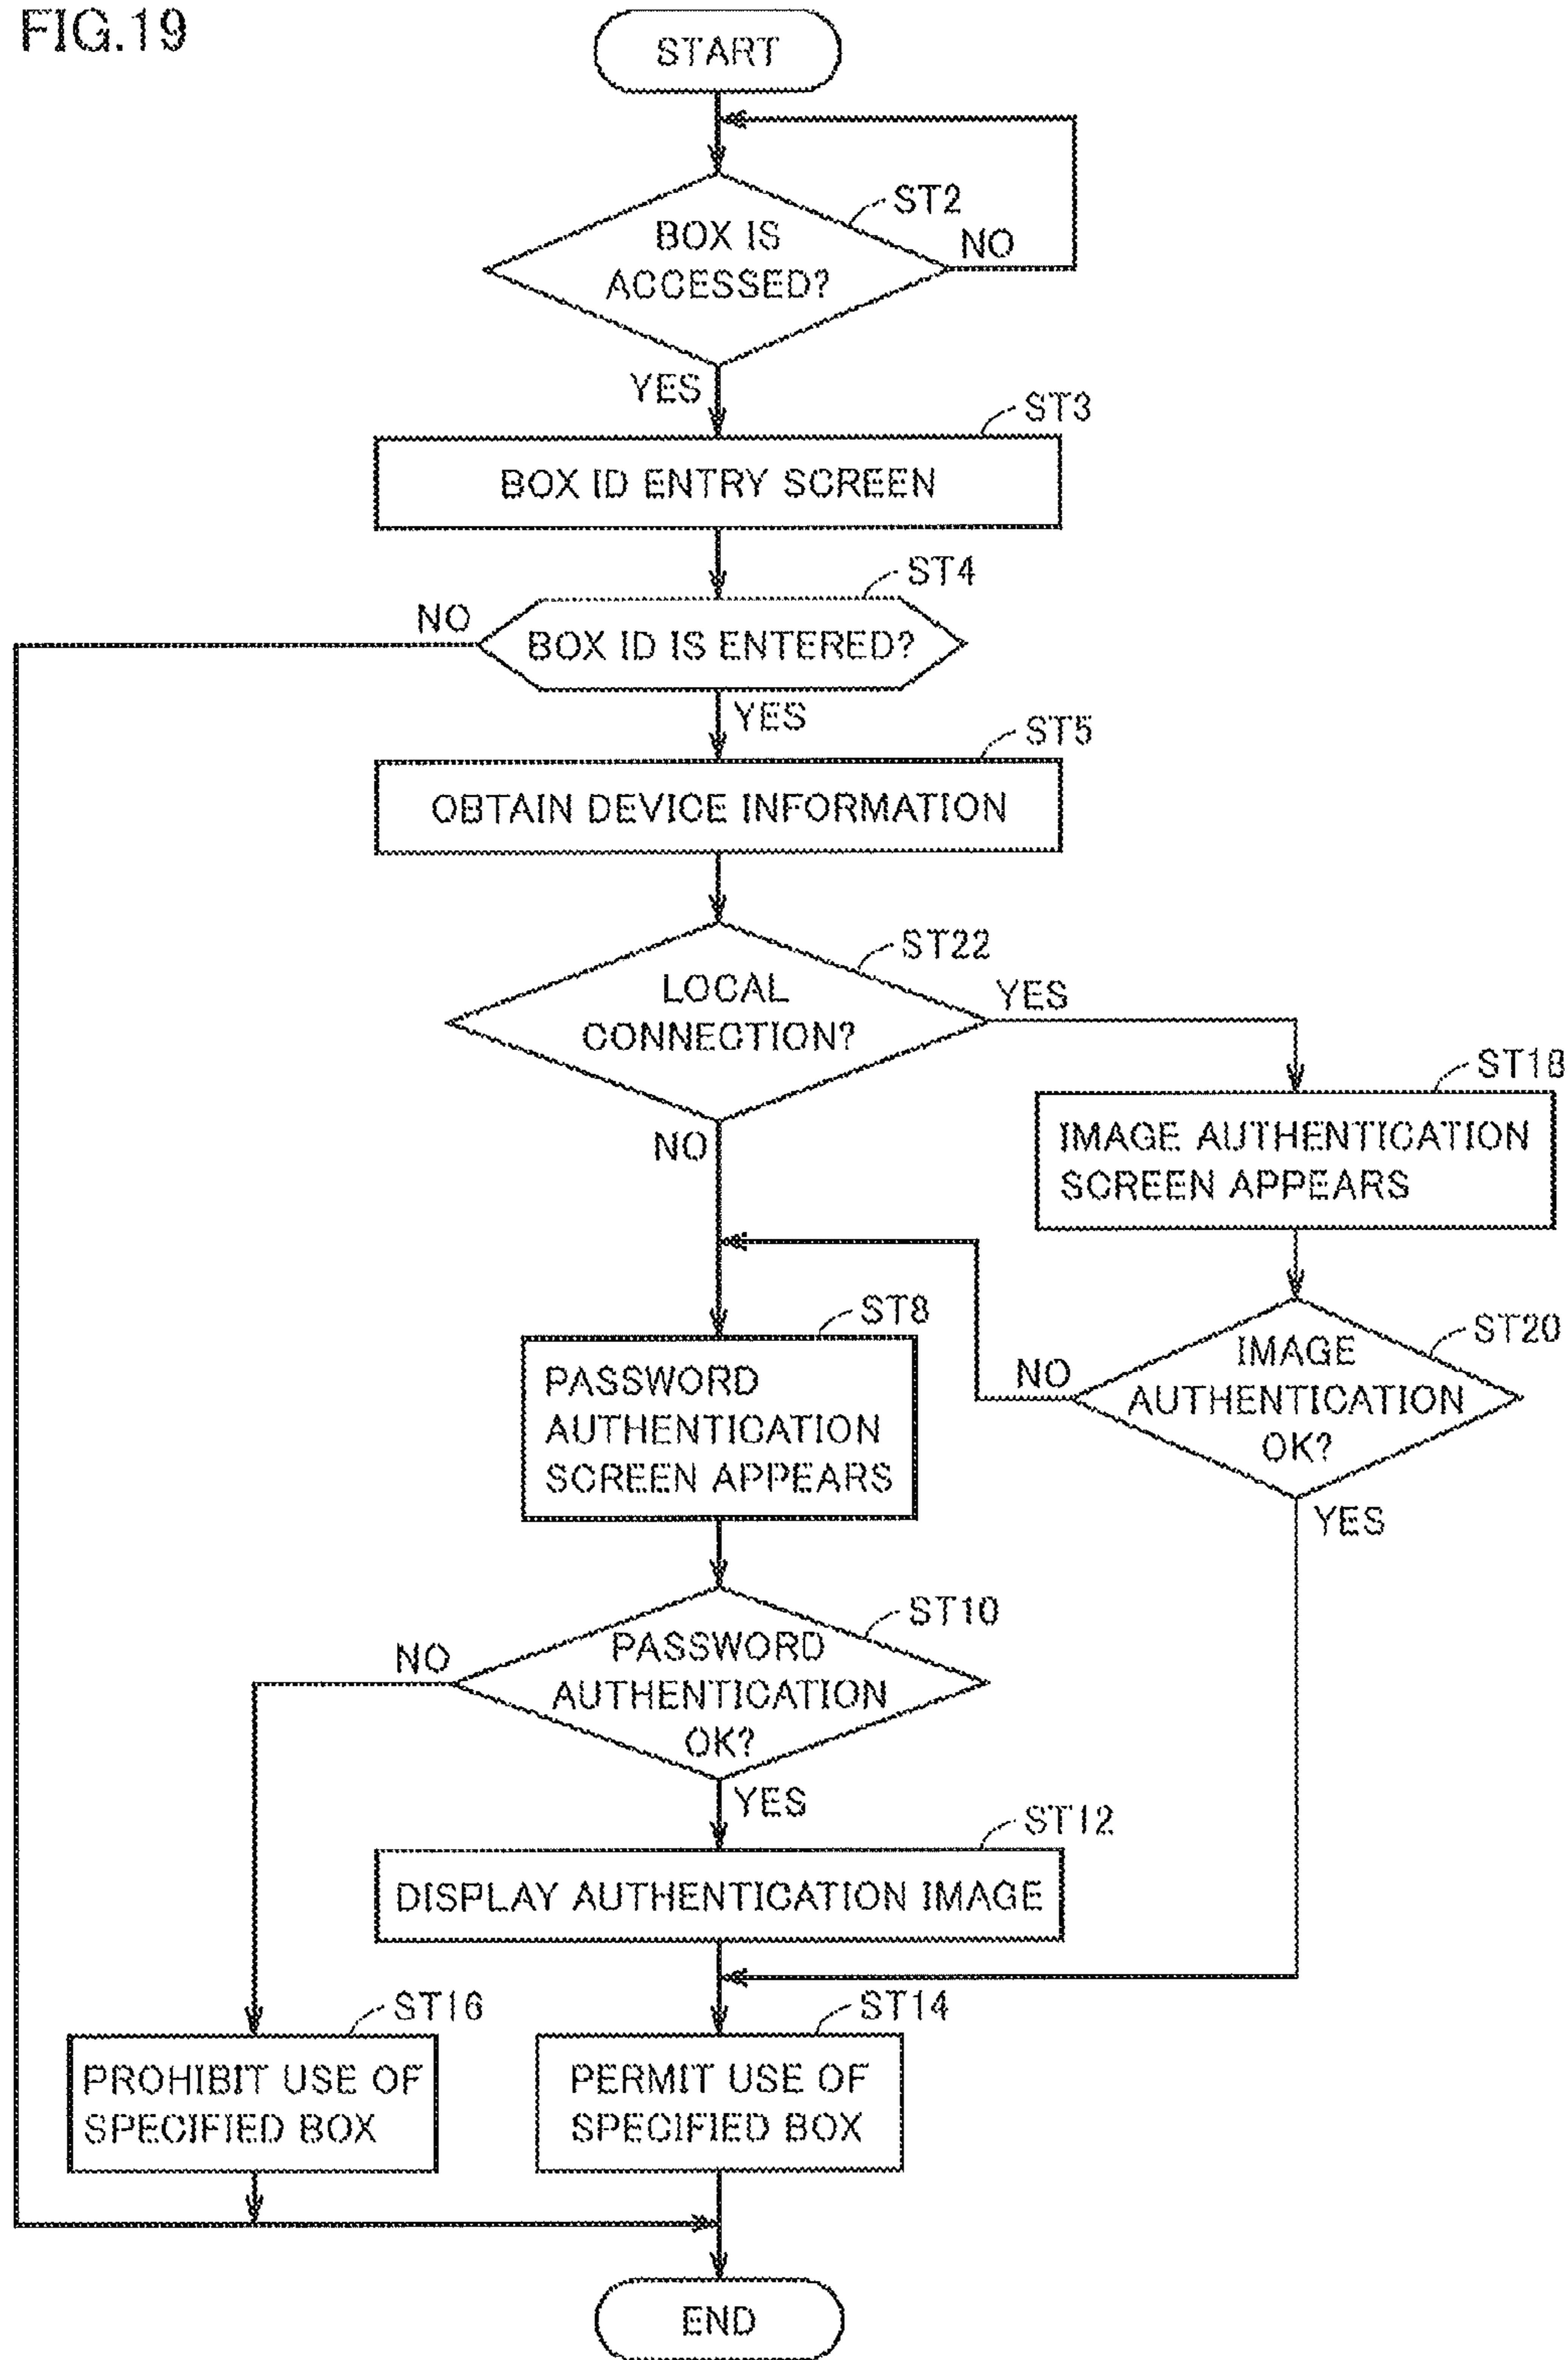 FIG.19
START
ST2
BOX IS
ACCESSED?
NO
YES
ST3
BOX ID ENTRY SCREEN
ST4
NO
BOX ID IS ENTERED?
YES
ST5
OBTAIN DEVICE INFORMATION
ST22
LOCAL
CONNECTION?
YES
NO
ST18
IMAGE AUTHENTICATION
SCREEN APPEARS
ST8
PASSWORD
AUTHENTICATION
SCREEN APPEARS
ST20
IMAGE
AUTHENTICATION
OK?
NO
YES
ST10
PASSWORD
AUTHENTICATION
OK?
NO
YES
ST12
DISPLAY AUTHENTICATION IMAGE
ST16
PROHIBIT USE OF
SPECIFIED BOX
ST14
PERMIT USE OF
SPECIFIED BOX
END